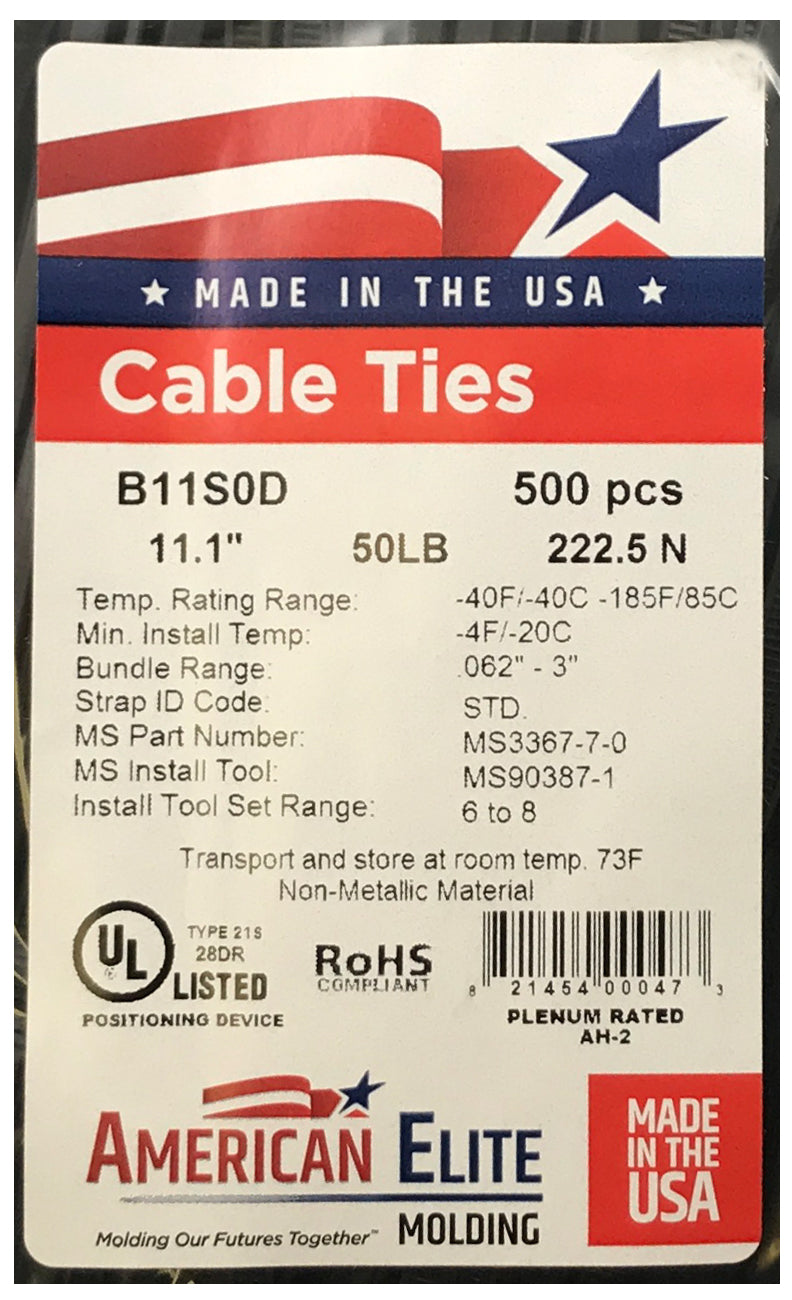 ★ MADE IN THE USA ★
Cable Ties
B11S0D 500 pcs
11.1" 50LB 222.5 N
Temp. Rating Range: -40F/-40C -185F/85C
Min. Install Temp: -4F/-20C
Bundle Range: .062" - 3"
Strap ID Code: STD.
MS Part Number: MS3367-7-0
MS Install Tool: MS90387-1
Install Tool Set Range: 6 to 8
Transport and store at room temp. 73F
Non-Metallic Material
UL ®
TYPE 21S
28DR
LISTED
POSITIONING DEVICE
RoHS
COMPLIANT
8 21454 00047 3
PLENUM RATED
AH-2
AMERICAN ELITE
MOLDING
Molding Our Futures Together™
MADE
IN THE
USA